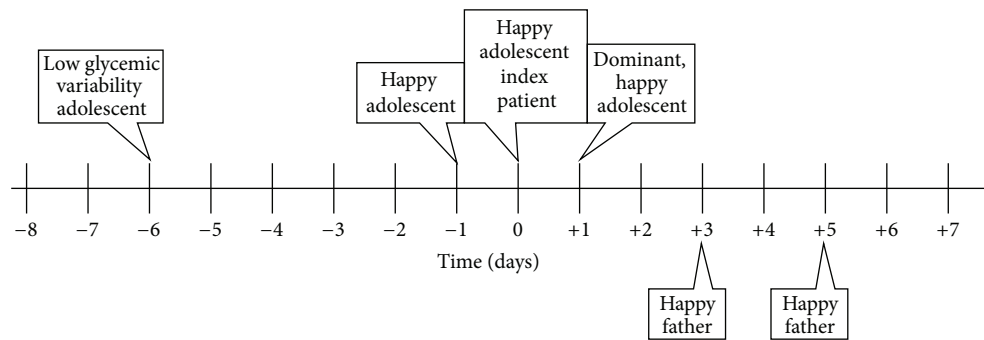 Low glycemic
variability
adolescent
Happy
adolescent
Happy
adolescent
index
patient
Dominant,
happy
adolescent
−8 −7 −6 −5 −4 −3 −2 −1 0 +1 +2 +3 +4 +5 +6 +7
Time (days)
Happy
father
Happy
father